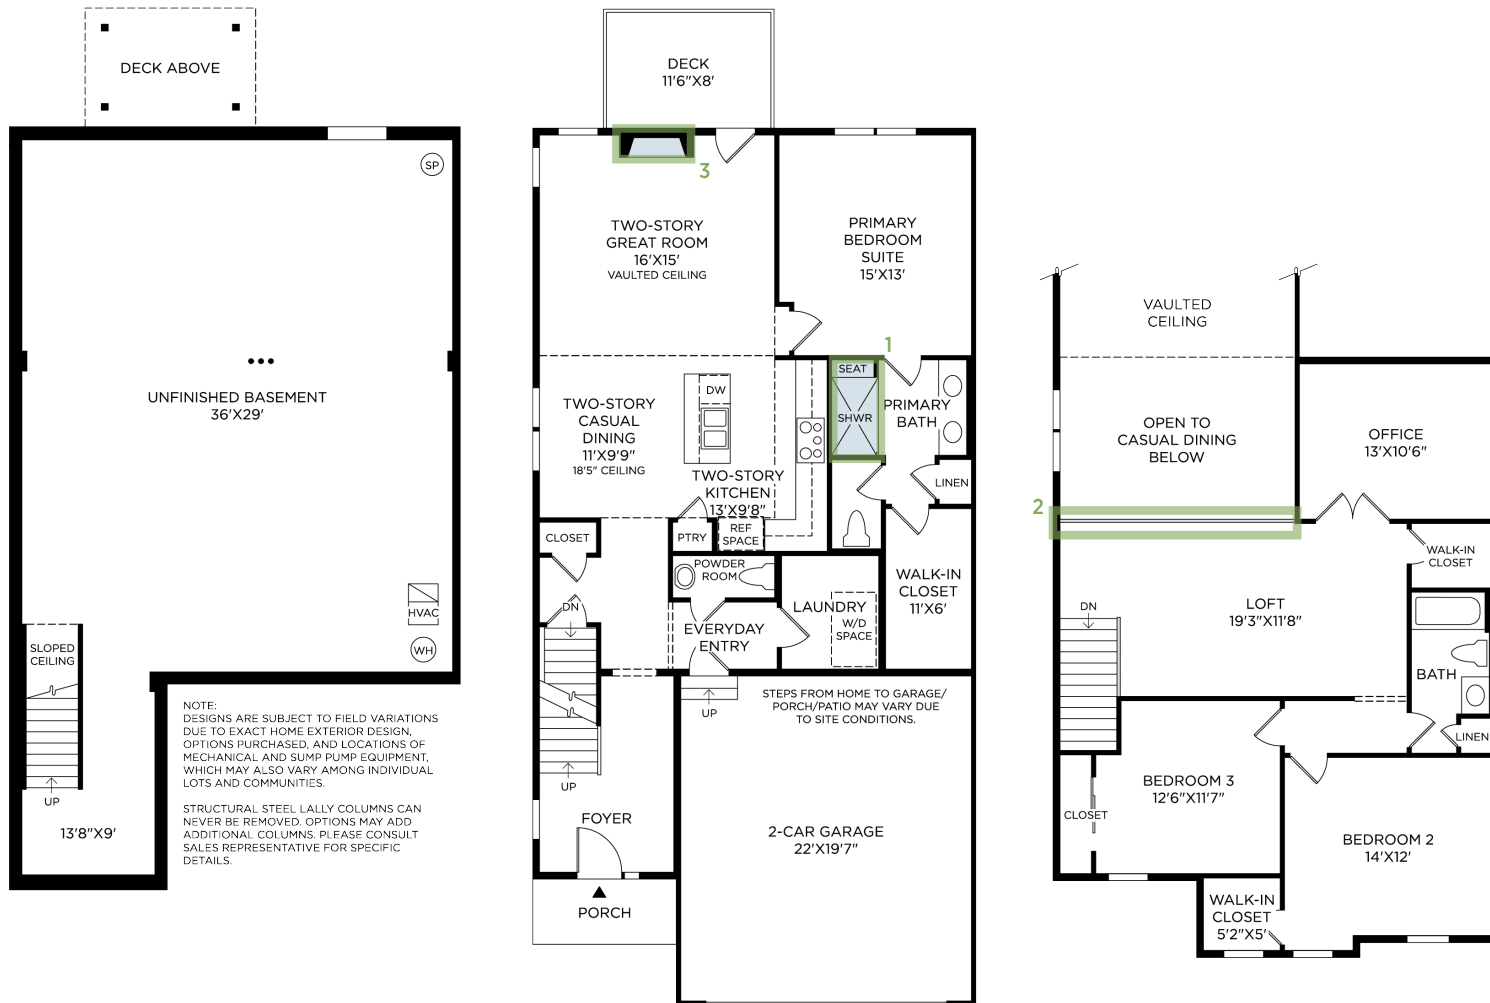 DECK ABOVE
SP
UNFINISHED BASEMENT
36'X29'
HVAC
WH
SLOPED
CEILING
UP
13'8"X9'
NOTE:
DESIGNS ARE SUBJECT TO FIELD VARIATIONS
DUE TO EXACT HOME EXTERIOR DESIGN,
OPTIONS PURCHASED, AND LOCATIONS OF
MECHANICAL AND SUMP PUMP EQUIPMENT,
WHICH MAY ALSO VARY AMONG INDIVIDUAL
LOTS AND COMMUNITIES.
STRUCTURAL STEEL LALLY COLUMNS CAN
NEVER BE REMOVED. OPTIONS MAY ADD
ADDITIONAL COLUMNS. PLEASE CONSULT
SALES REPRESENTATIVE FOR SPECIFIC
DETAILS.
DECK
11'6"X8'
3
TWO-STORY
GREAT ROOM
16'X15'
VAULTED CEILING
PRIMARY
BEDROOM
SUITE
15'X13'
1
SEAT
SHWR
PRIMARY
BATH
DW
TWO-STORY
CASUAL
DINING
11'X9'9"
18'5" CEILING
TWO-STORY
KITCHEN
13'X9'8"
LINEN
CLOSET
PTRY
REF
SPACE
POWDER
ROOM
WALK-IN
CLOSET
11'X6'
DN
LAUNDRY
W/D
SPACE
EVERYDAY
ENTRY
UP
STEPS FROM HOME TO GARAGE/
PORCH/PATIO MAY VARY DUE
TO SITE CONDITIONS.
UP
FOYER
2-CAR GARAGE
22'X19'7"
PORCH
VAULTED
CEILING
OPEN TO
CASUAL DINING
BELOW
OFFICE
13'X10'6"
2
WALK-IN
CLOSET
DN
LOFT
19'3"X11'8"
BATH
LINEN
BEDROOM 3
12'6"X11'7"
CLOSET
BEDROOM 2
14'X12'
WALK-IN
CLOSET
5'2"X5'